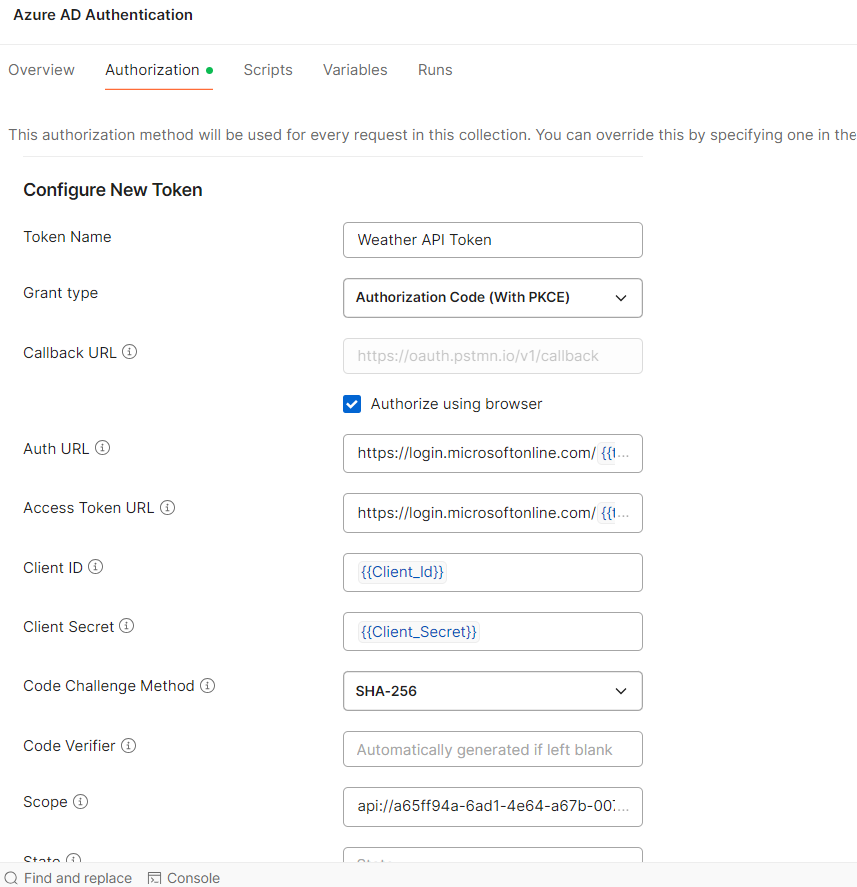 Azure AD Authentication
Overview Authorization Scripts Variables Runs
This authorization method will be used for every request in this collection. You can override this by specifying one in the
Configure New Token
Token Name Weather API Token
Grant type Authorization Code (With PKCE)
Callback URL https://oauth.pstmn.io/v1/callback
Authorize using browser
Auth URL https://login.microsoftonline.com/ {{t...
Access Token URL https://login.microsoftonline.com/ {{t...
Client ID {{Client_Id}}
Client Secret {{Client_Secret}}
Code Challenge Method SHA-256
Code Verifier Automatically generated if left blank
Scope api://a65ff94a-6ad1-4e64-a67b-007...
State State
Find and replace Console